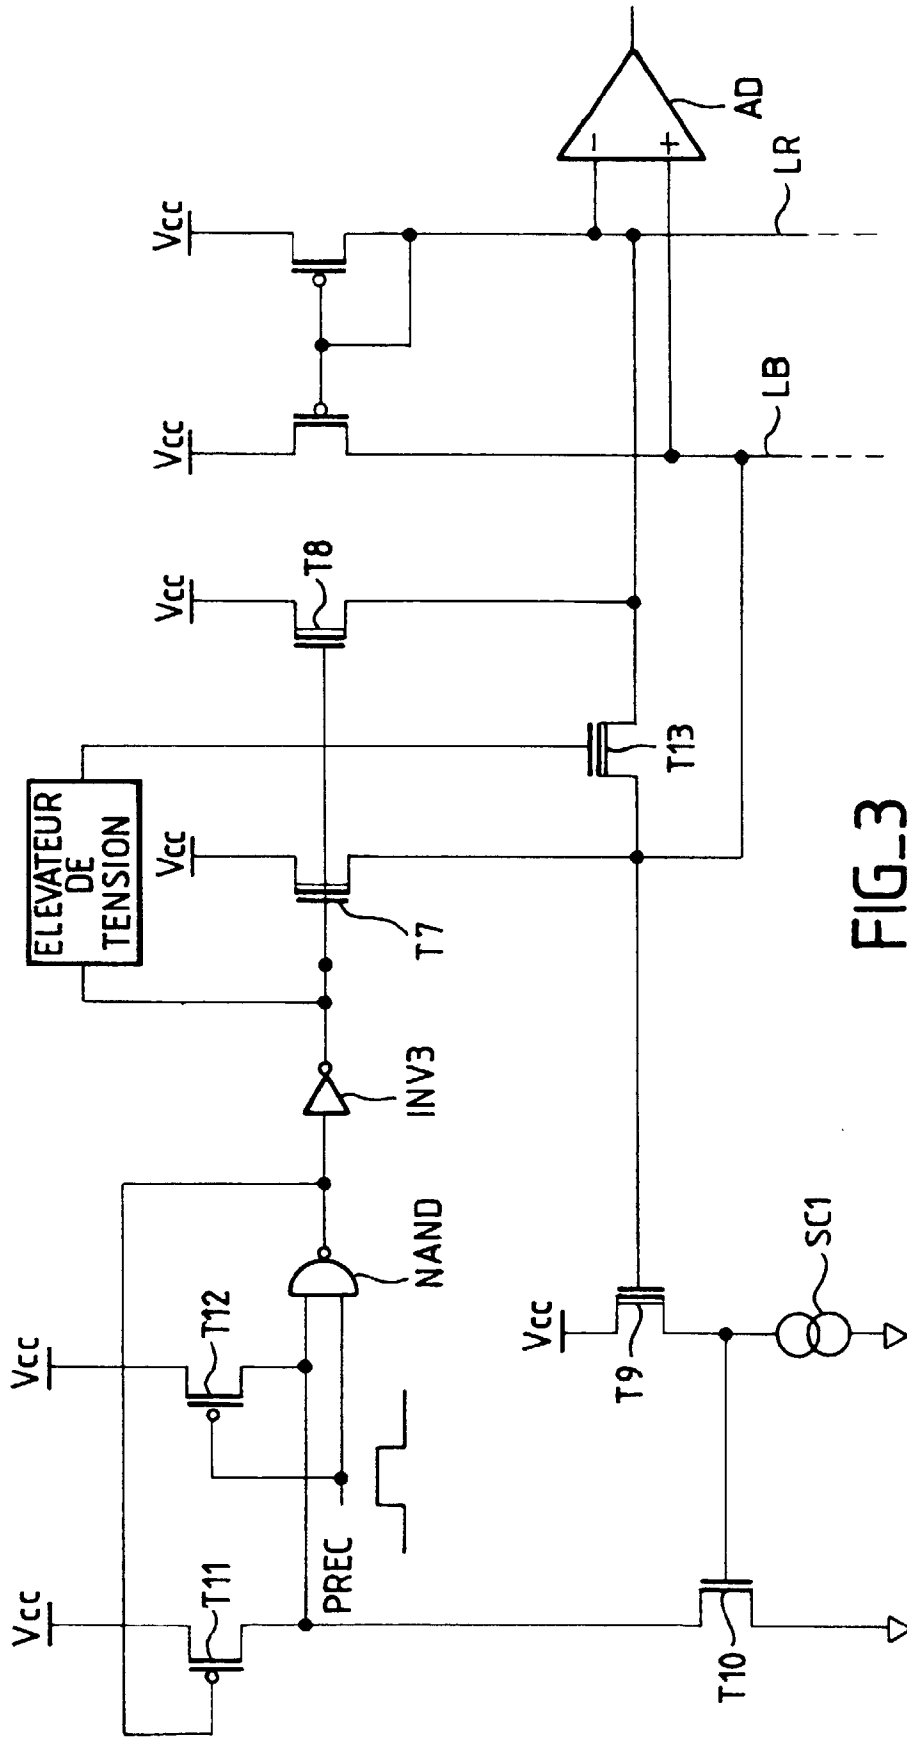 Vcc
Vcc
Vcc
Vcc
Vcc
Vcc
Vcc
T11
T12
PREC
NAND
INV3
ELEVATEUR
DE
TENSION
T7
T8
T13
T9
T10
SC1
LB
LR
-
+
AD
FIG_3